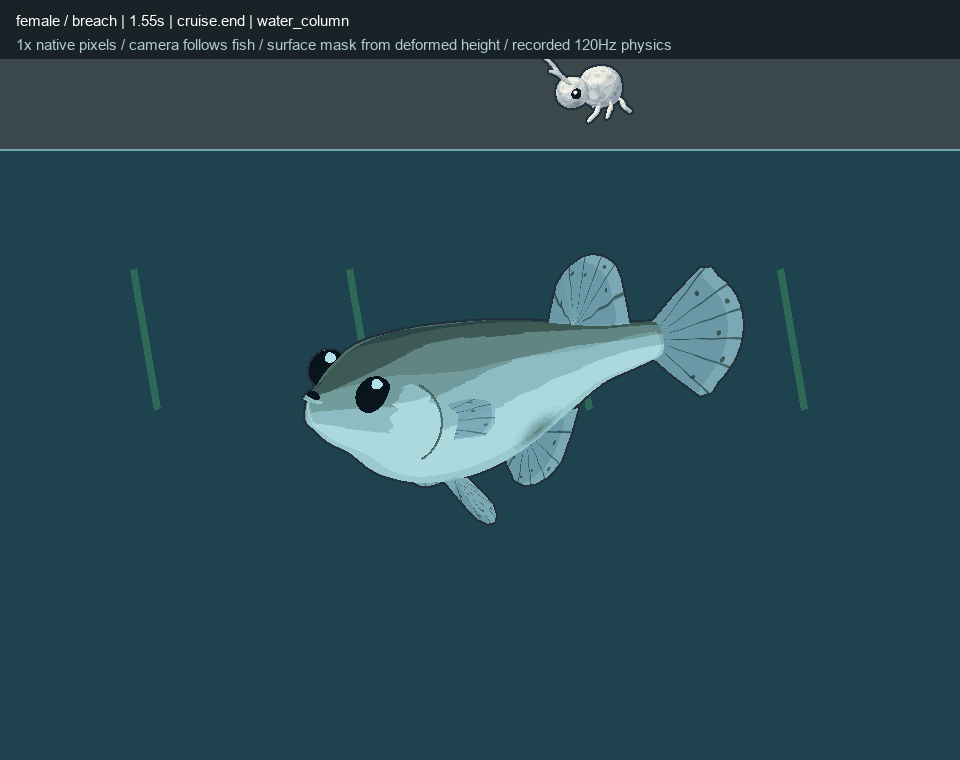 female / breach | 1.55s | cruise.end | water_column
1x native pixels / camera follows fish / surface mask from deformed height / recorded 120Hz physics